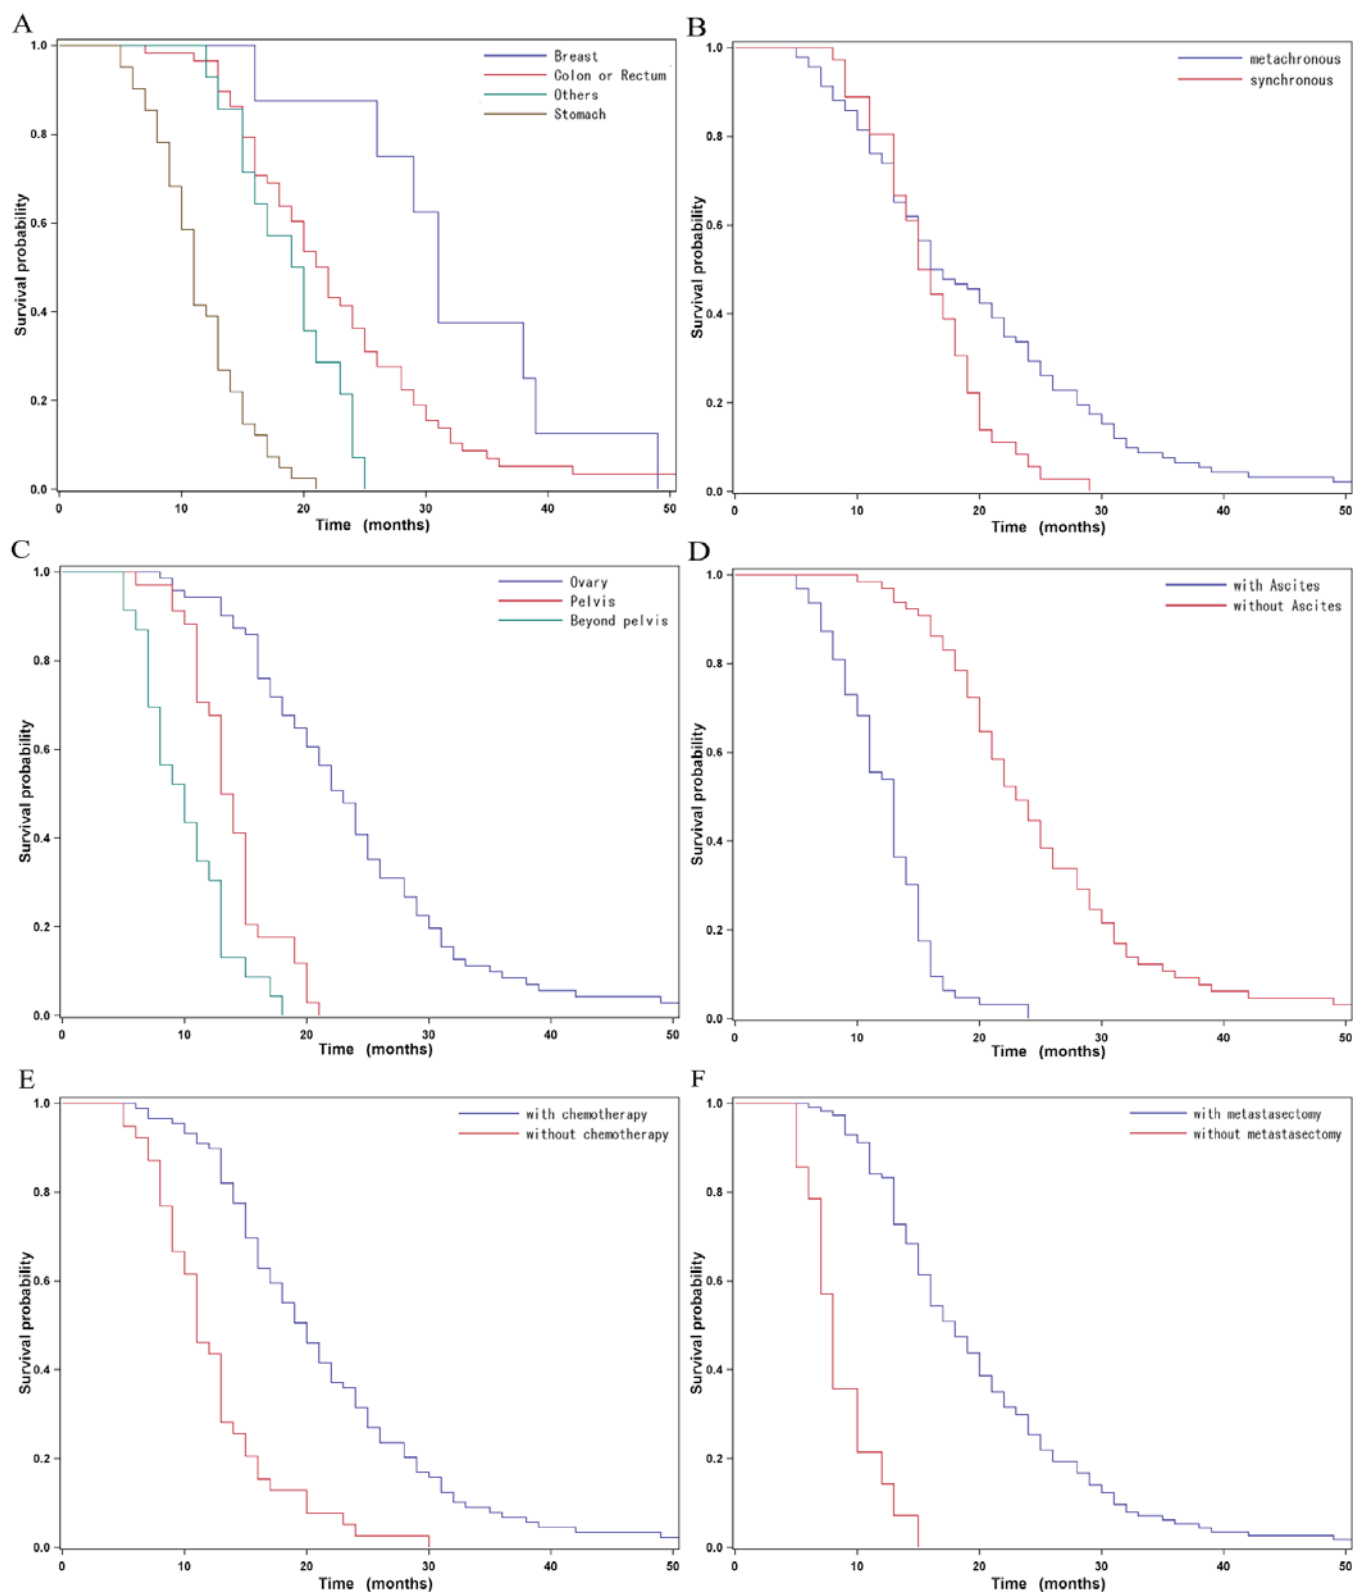 A
Survival probability
1.0
0.8
0.6
0.4
0.2
0.0
Breast
Colon or Rectum
Others
Stomach
0 10 20 30 40 50
Time (months)
B
Survival probability
1.0
0.8
0.6
0.4
0.2
0.0
metachronous
synchronous
0 10 20 30 40 50
Time (months)
C
Survival probability
1.0
0.8
0.6
0.4
0.2
0.0
Ovary
Pelvis
Beyond pelvis
0 10 20 30 40 50
Time (months)
D
Survival probability
1.0
0.8
0.6
0.4
0.2
0.0
with Ascites
without Ascites
0 10 20 30 40 50
Time (months)
E
Survival probability
1.0
0.8
0.6
0.4
0.2
0.0
with chemotherapy
without chemotherapy
0 10 20 30 40 50
Time (months)
F
Survival probability
1.0
0.8
0.6
0.4
0.2
0.0
with metastasectomy
without metastasectomy
0 10 20 30 40 50
Time (months)